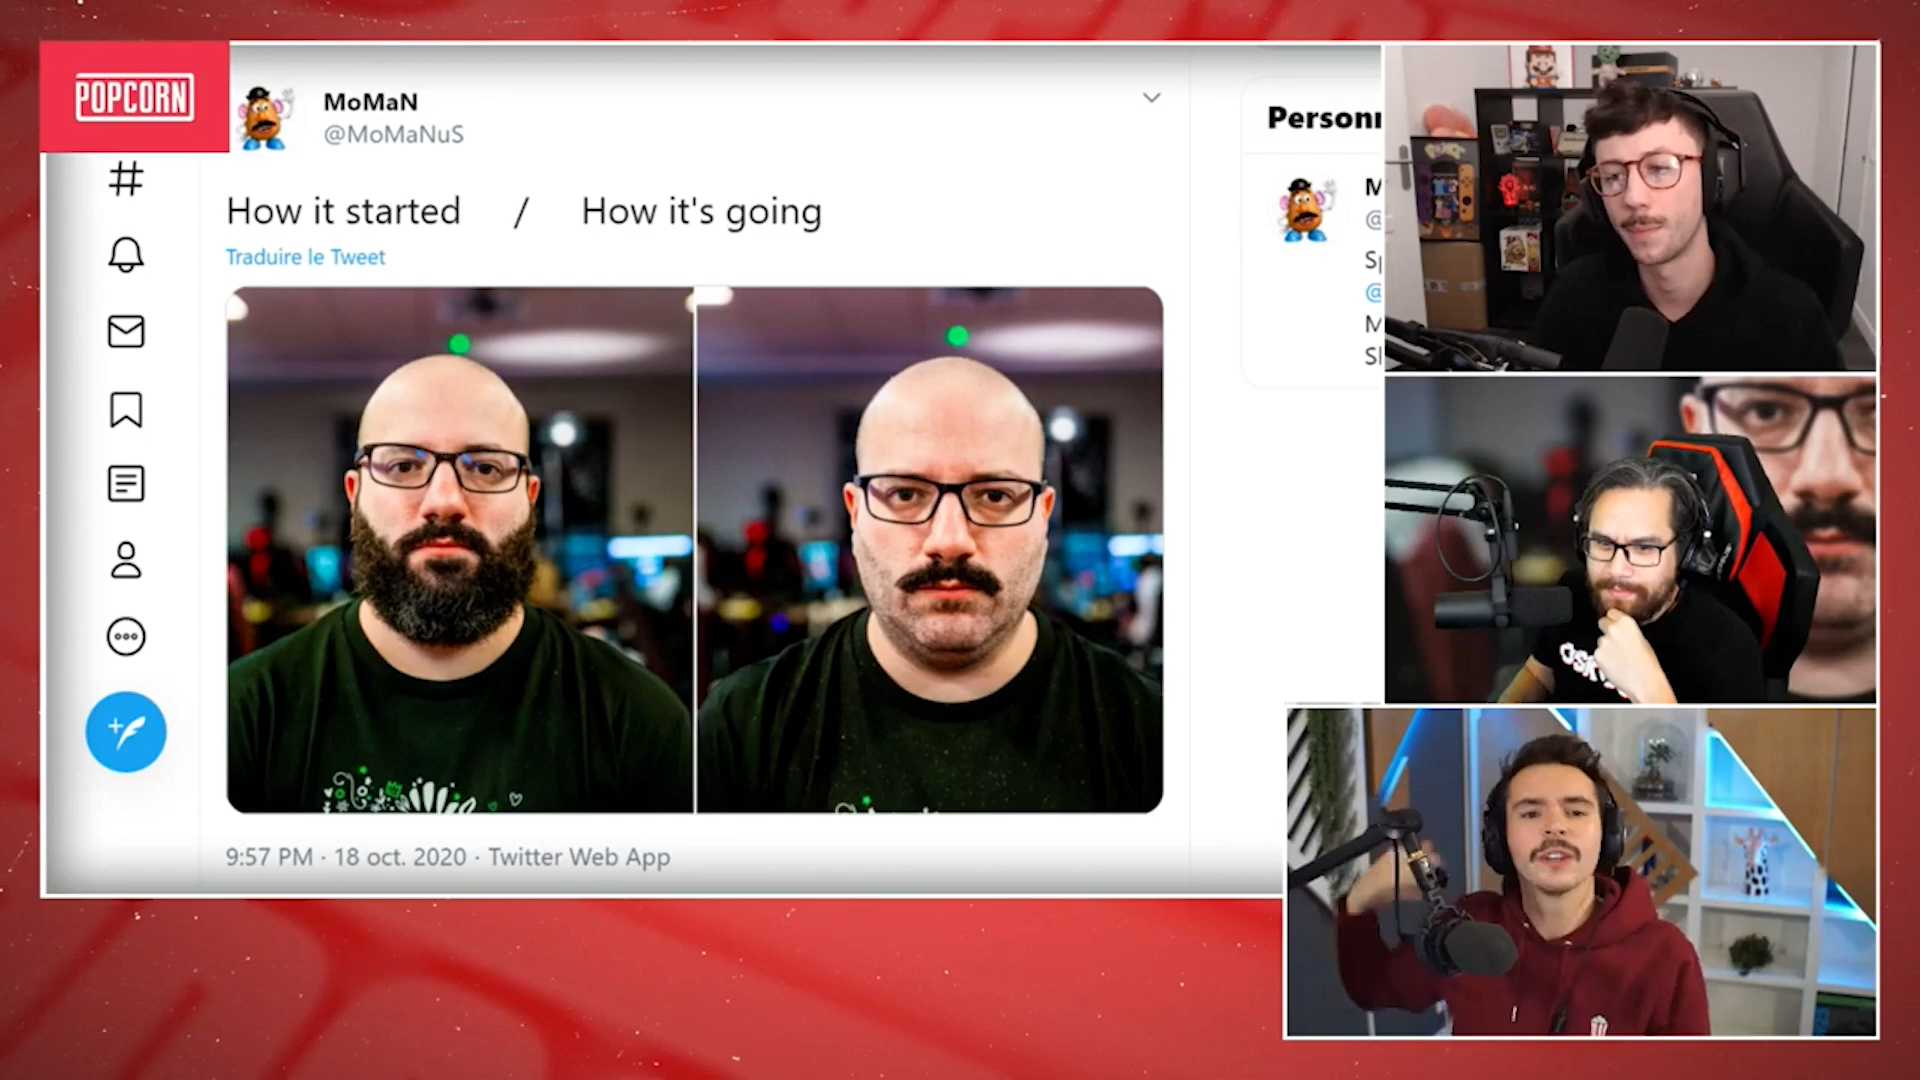 POPCORN
MoMaN
@MoMaNuS
How it started / How it's going
Traduire le Tweet
9:57 PM · 18 oct. 2020 · Twitter Web App
Person
M
@
S
@
M
S